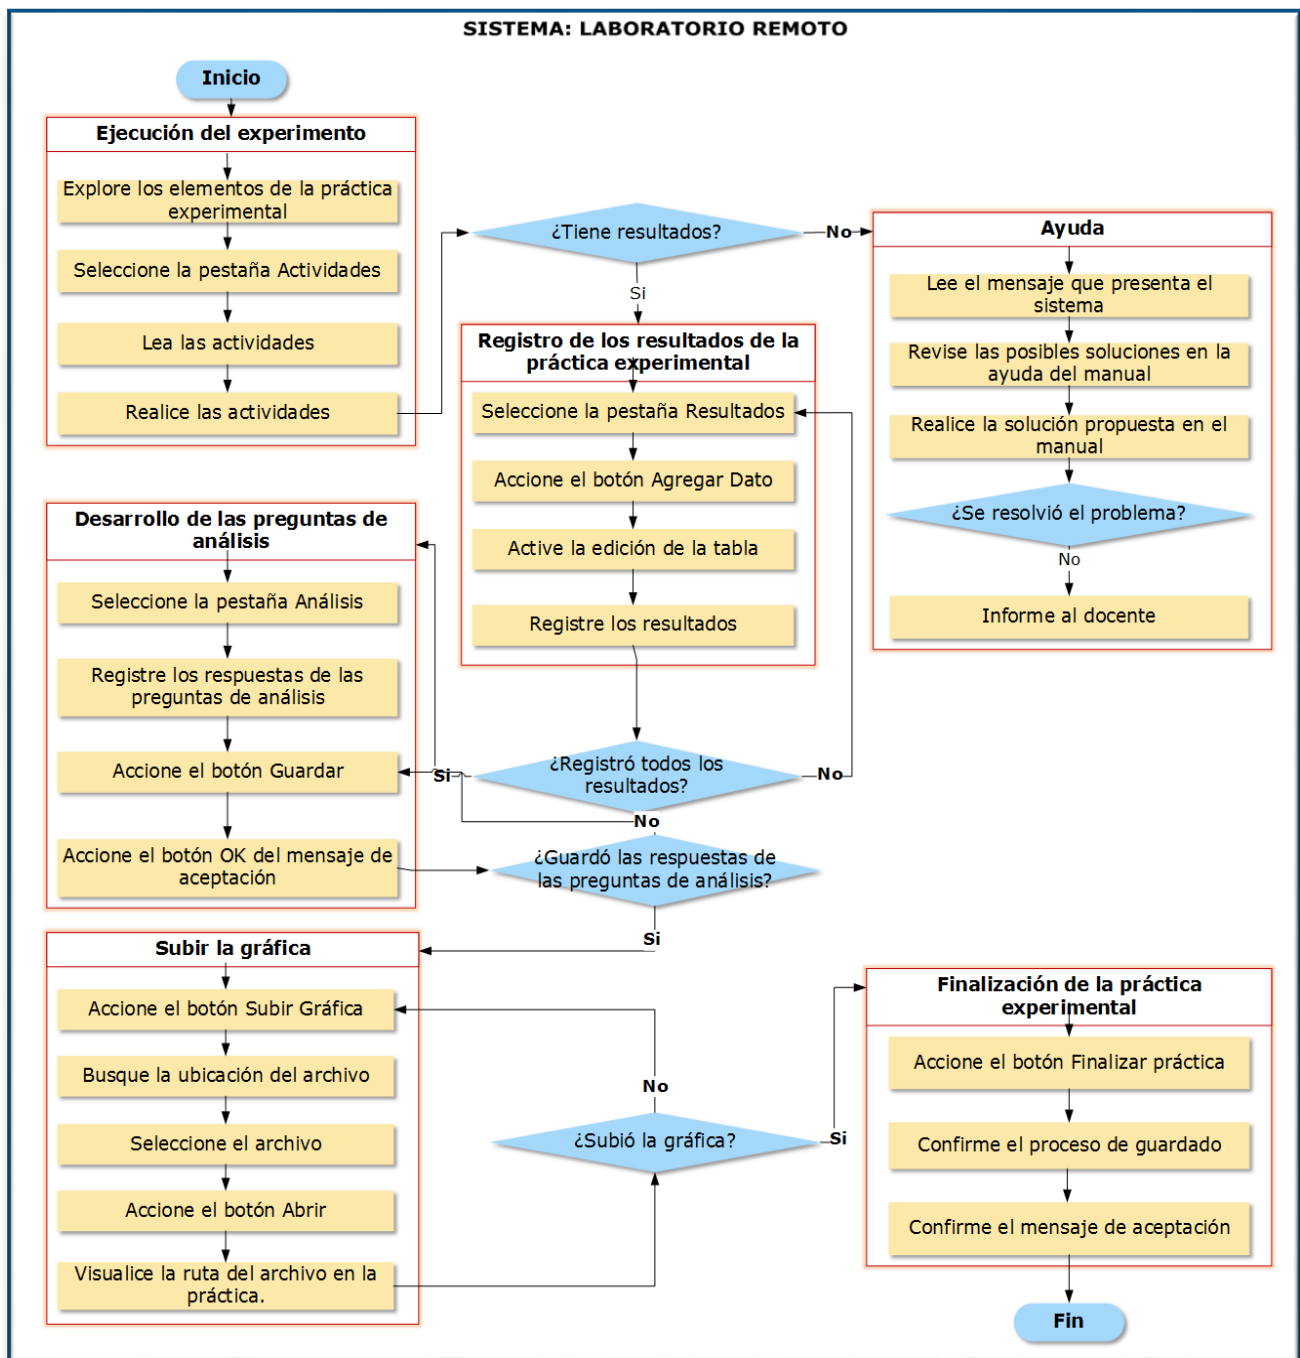 SISTEMA: LABORATORIO REMOTO
Inicio
Ejecución del experimento
Explore los elementos de la práctica
experimental
Seleccione la pestaña Actividades
Lea las actividades
Realice las actividades
¿Tiene resultados?
No
Si
Ayuda
Lee el mensaje que presenta el
sistema
Revise las posibles soluciones en la
ayuda del manual
Realice la solución propuesta en el
manual
¿Se resolvió el problema?
No
Informe al docente
Registro de los resultados de la
práctica experimental
Seleccione la pestaña Resultados
Accione el botón Agregar Dato
Active la edición de la tabla
Registre los resultados
¿Registró todos los
resultados?
No
Si
Desarrollo de las preguntas de
análisis
Seleccione la pestaña Análisis
Registre los respuestas de las
preguntas de análisis
Accione el botón Guardar
Accione el botón OK del mensaje de
aceptación
No
¿Guardó las respuestas de
las preguntas de análisis?
Si
Subir la gráfica
Accione el botón Subir Gráfica
Busque la ubicación del archivo
Seleccione el archivo
Accione el botón Abrir
Visualice la ruta del archivo en la
práctica.
No
¿Subió la gráfica?
Si
Finalización de la práctica
experimental
Accione el botón Finalizar práctica
Confirme el proceso de guardado
Confirme el mensaje de aceptación
Fin